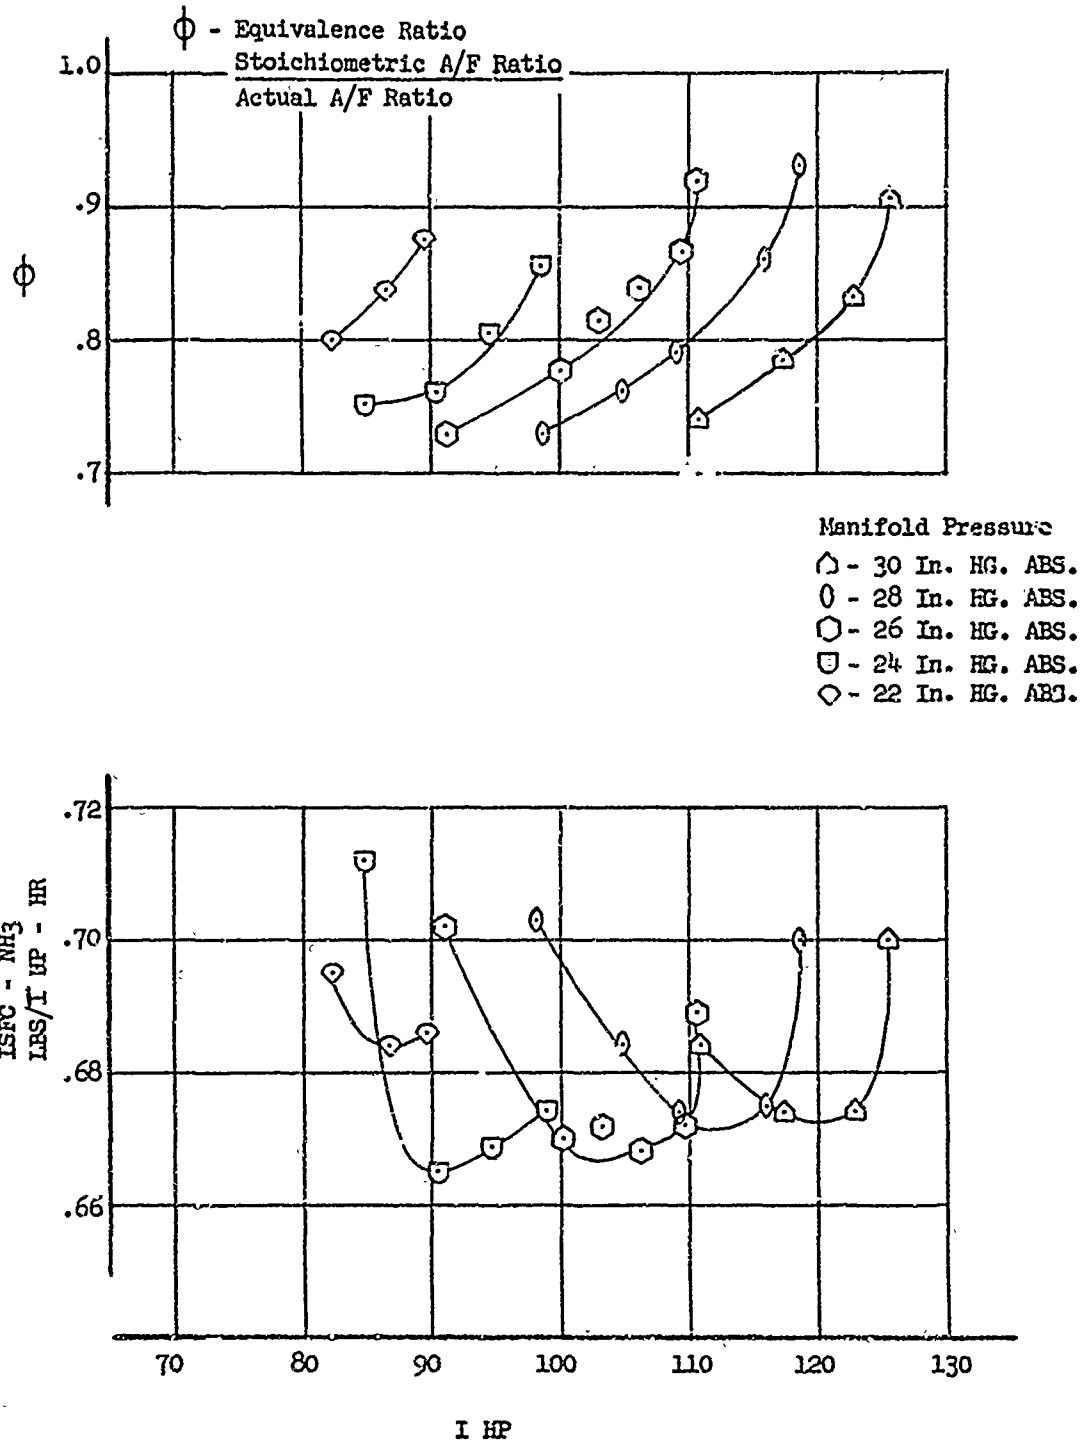 ϕ - Equivalence Ratio
Stoichiometric A/F Ratio
Actual A/F Ratio
1.0
.9
ϕ
.8
.7
Manifold Pressure
- 30 In. HG. ABS.
- 28 In. HG. ABS.
- 26 In. HG. ABS.
- 24 In. HG. ABS.
- 22 In. HG. ABS.
.72
.70
.68
.66
ISFC - NH3
LBS/I HP - HR
70 80 90 100 110 120 130
I HP